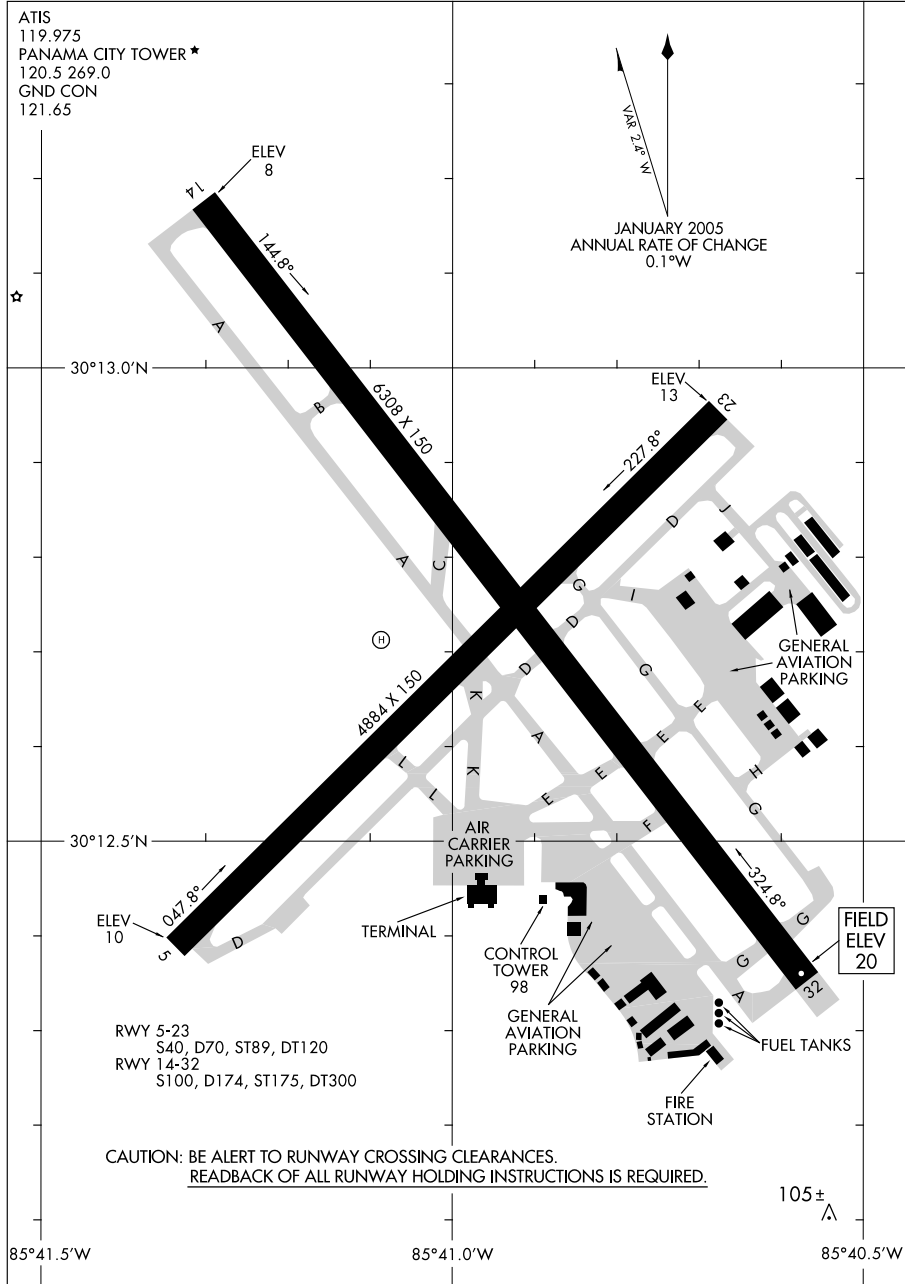 ATIS
119.975
PANAMA CITY TOWER ★
120.5 269.0
GND CON
121.65
VAR 2.4° W
JANUARY 2005
ANNUAL RATE OF CHANGE
0.1°W
ELEV
8
14
144.8°
A
30°13.0'N
B
6308 X 150
ELEV
13
23
227.8°
J
D
A
C
G
I
D
H
GENERAL
AVIATION
PARKING
D
G
K
4884 X 150
E
A
E
H
L
K
E
G
L
E
F
30°12.5'N
AIR
CARRIER
PARKING
324.8°
047.8°
G
FIELD
ELEV
20
ELEV
10
5
D
TERMINAL
CONTROL
TOWER
98
G
A
32
GENERAL
AVIATION
PARKING
FUEL TANKS
RWY 5-23
S40, D70, ST89, DT120
RWY 14-32
S100, D174, ST175, DT300
FIRE
STATION
CAUTION: BE ALERT TO RUNWAY CROSSING CLEARANCES.
READBACK OF ALL RUNWAY HOLDING INSTRUCTIONS IS REQUIRED.
105±
85°41.5'W
85°41.0'W
85°40.5'W